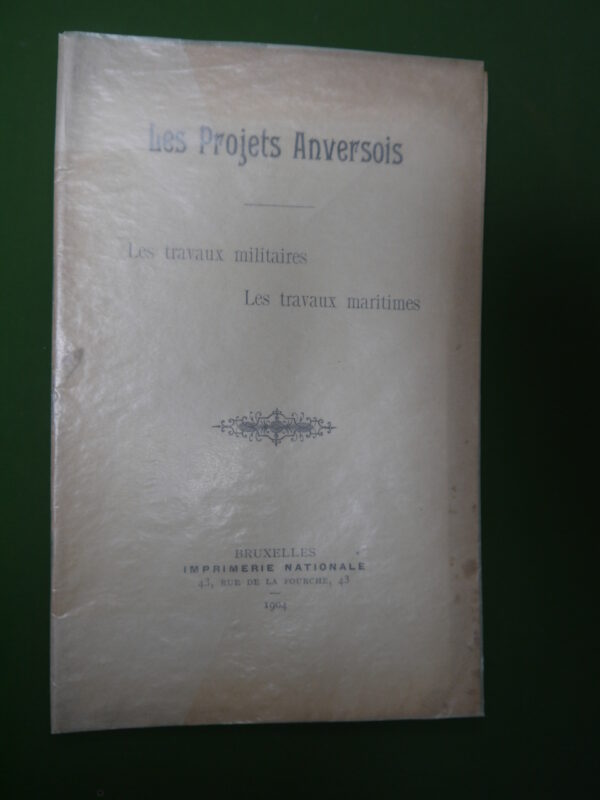 Les Projets Anversois
Les travaux militaires
Les travaux maritimes
BRUXELLES
IMPRIMERIE NATIONALE
43, RUE DE LA FOURCHE, 43
1904